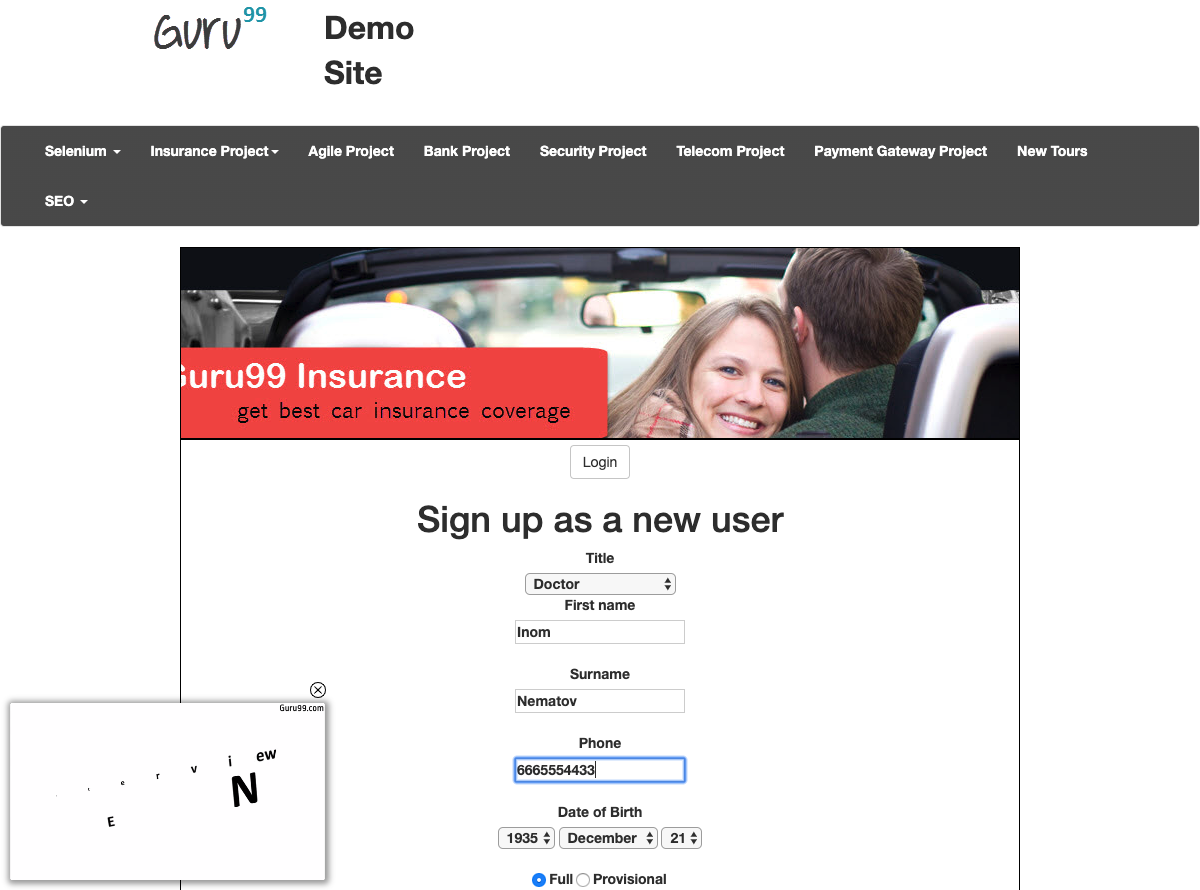 Guru99
Demo
Site
Selenium
Insurance Project
Agile Project
Bank Project
Security Project
Telecom Project
Payment Gateway Project
New Tours
SEO
Guru99 Insurance
get best car insurance coverage
Login
Sign up as a new user
Title
Doctor
First name
Inom
Surname
Nematov
Phone
6665554433
Date of Birth
1935 December 21
Full Provisional
Guru99.com